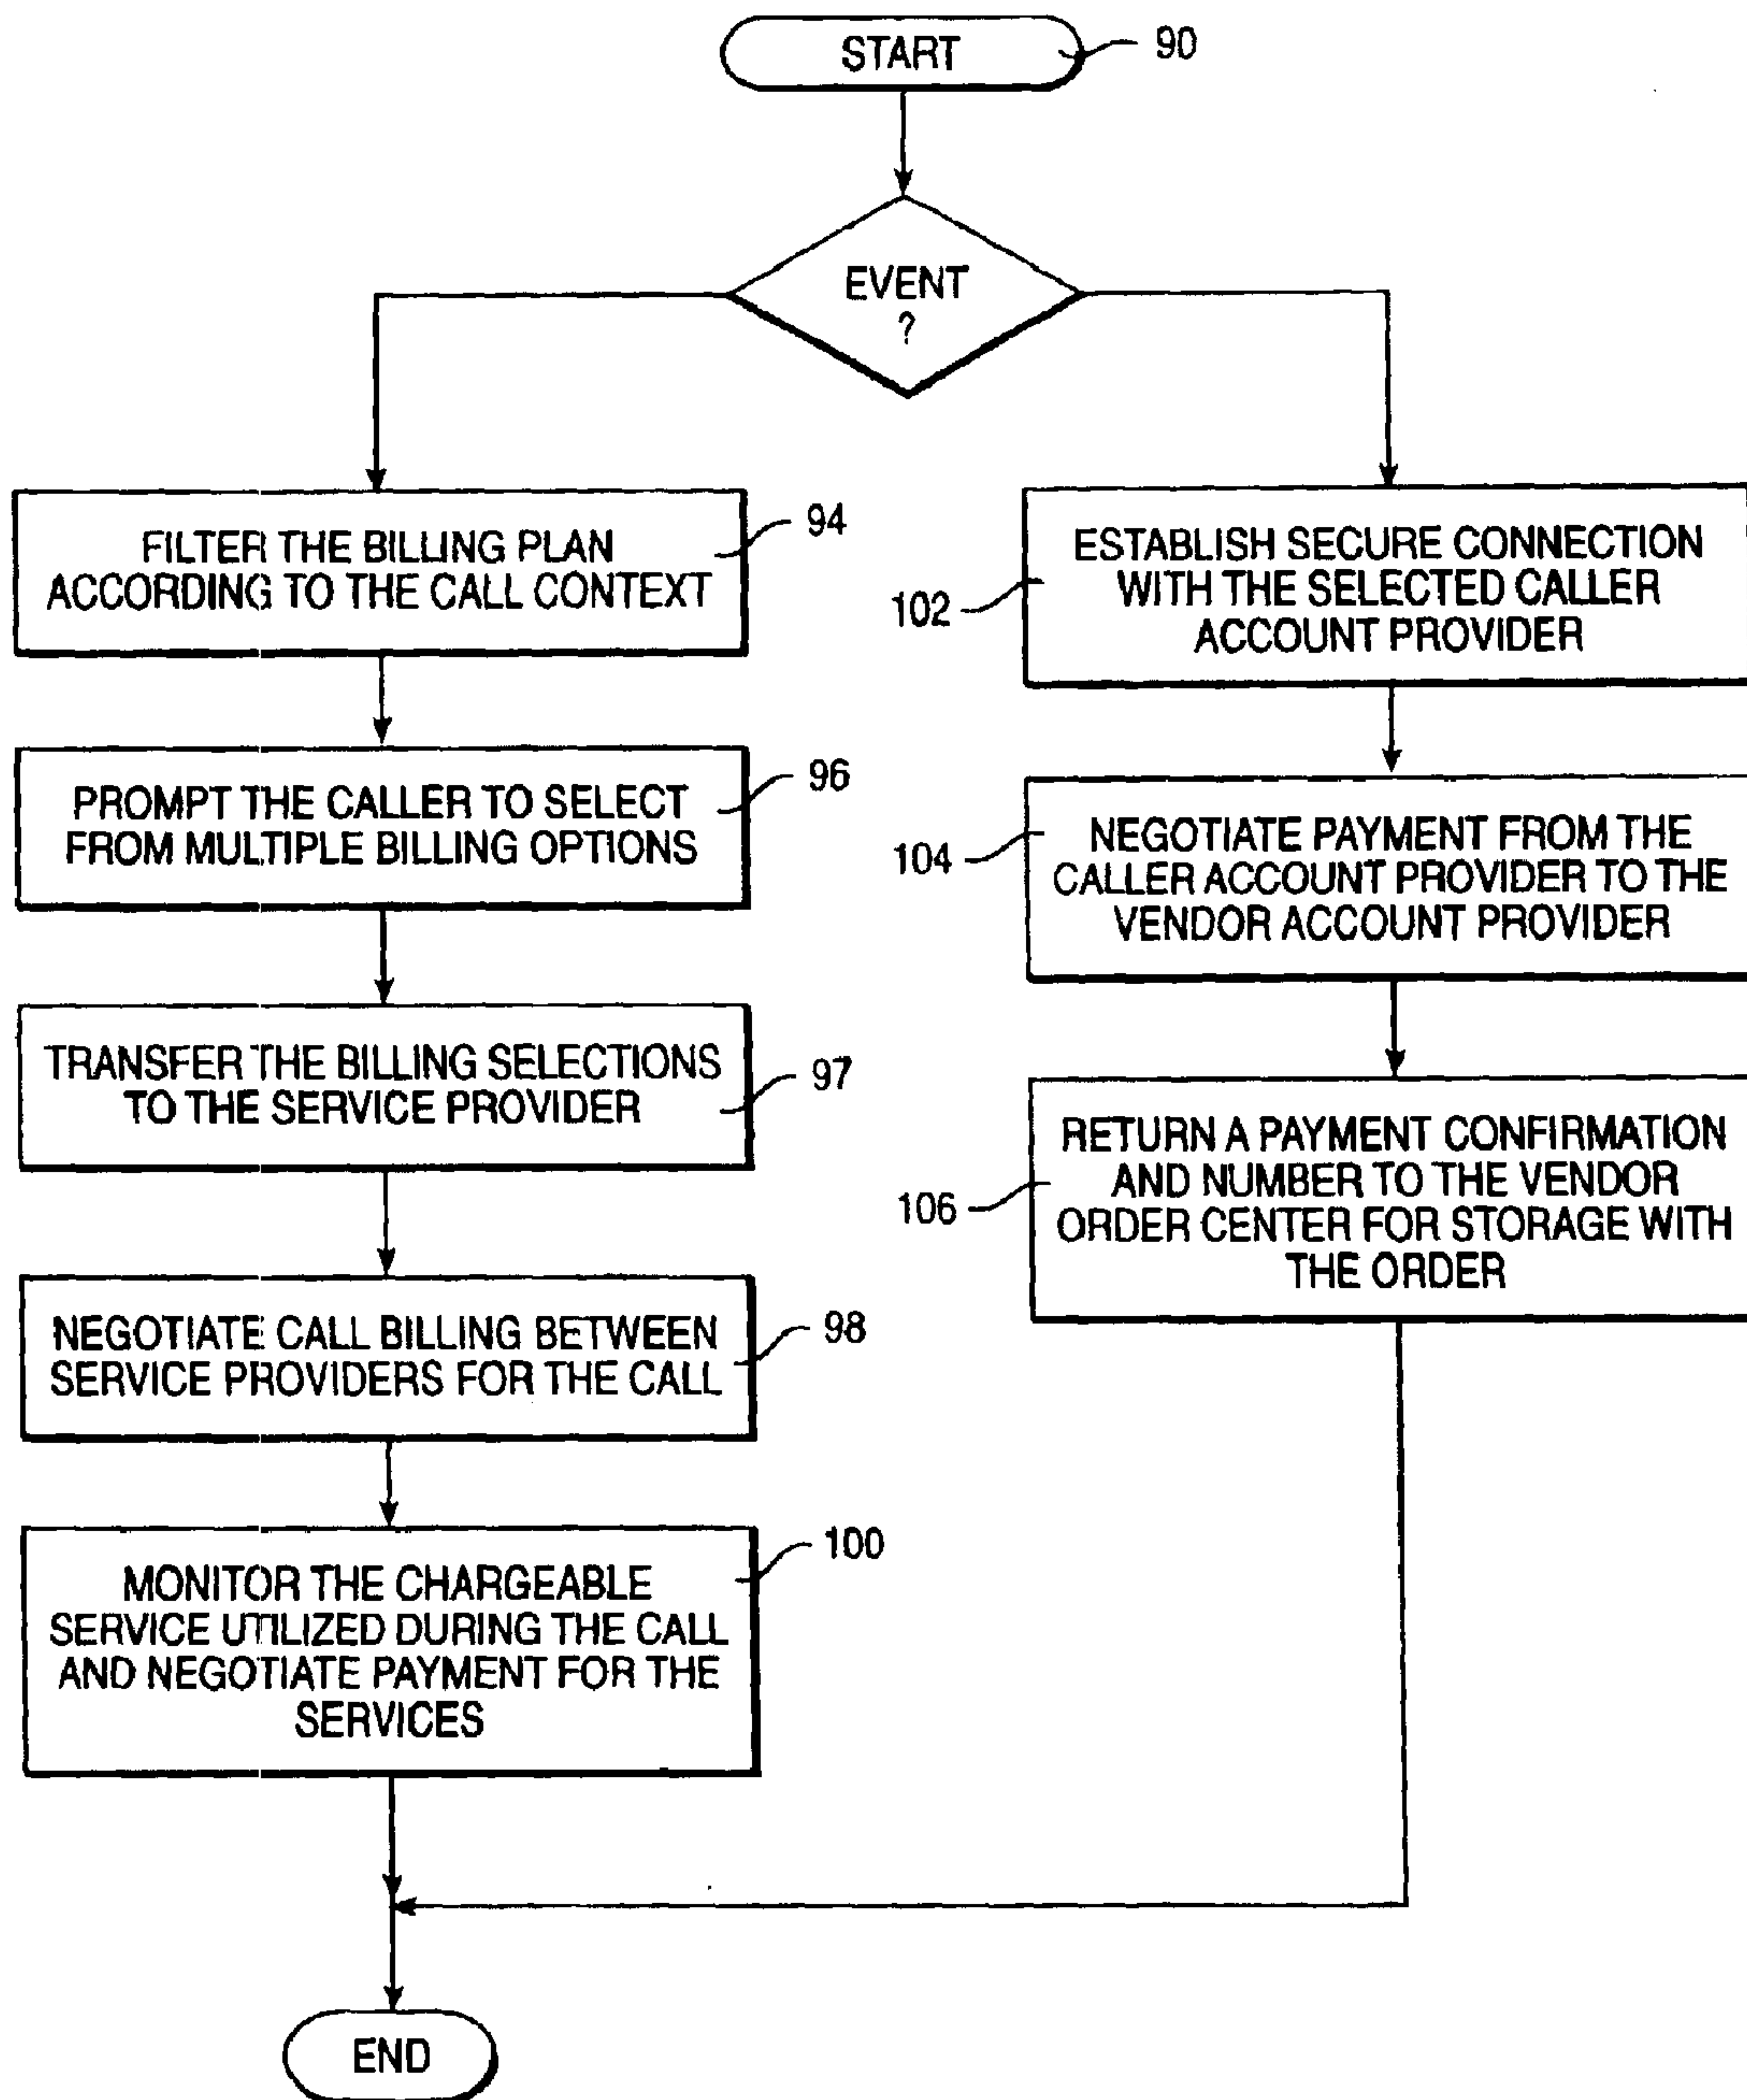 START
90
EVENT
?
FILTER THE BILLING PLAN
ACCORDING TO THE CALL CONTEXT
94
PROMPT THE CALLER TO SELECT
FROM MULTIPLE BILLING OPTIONS
96
TRANSFER THE BILLING SELECTIONS
TO THE SERVICE PROVIDER
97
NEGOTIATE CALL BILLING BETWEEN
SERVICE PROVIDERS FOR THE CALL
98
MONITOR THE CHARGEABLE
SERVICE UTILIZED DURING THE CALL
AND NEGOTIATE PAYMENT FOR THE
SERVICES
100
ESTABLISH SECURE CONNECTION
WITH THE SELECTED CALLER
ACCOUNT PROVIDER
102
NEGOTIATE PAYMENT FROM THE
CALLER ACCOUNT PROVIDER TO THE
VENDOR ACCOUNT PROVIDER
104
RETURN A PAYMENT CONFIRMATION
AND NUMBER TO THE VENDOR
ORDER CENTER FOR STORAGE WITH
THE ORDER
106
END